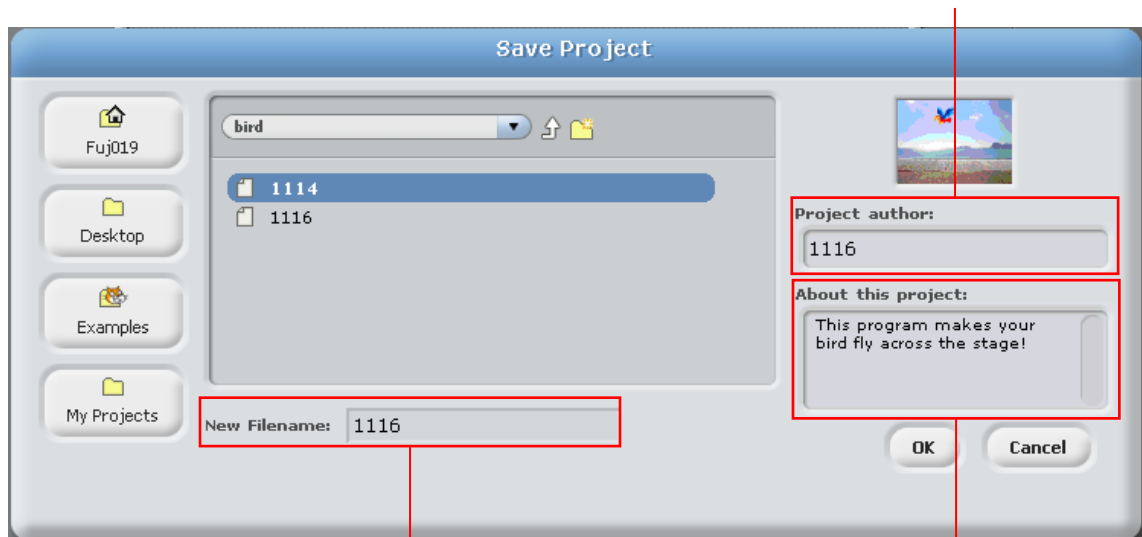 Save Project
Fuj019
Desktop
Examples
My Projects
bird
1114
1116
New Filename: 1116
Project author:
1116
About this project:
This program makes your
bird fly across the stage!
OK Cancel